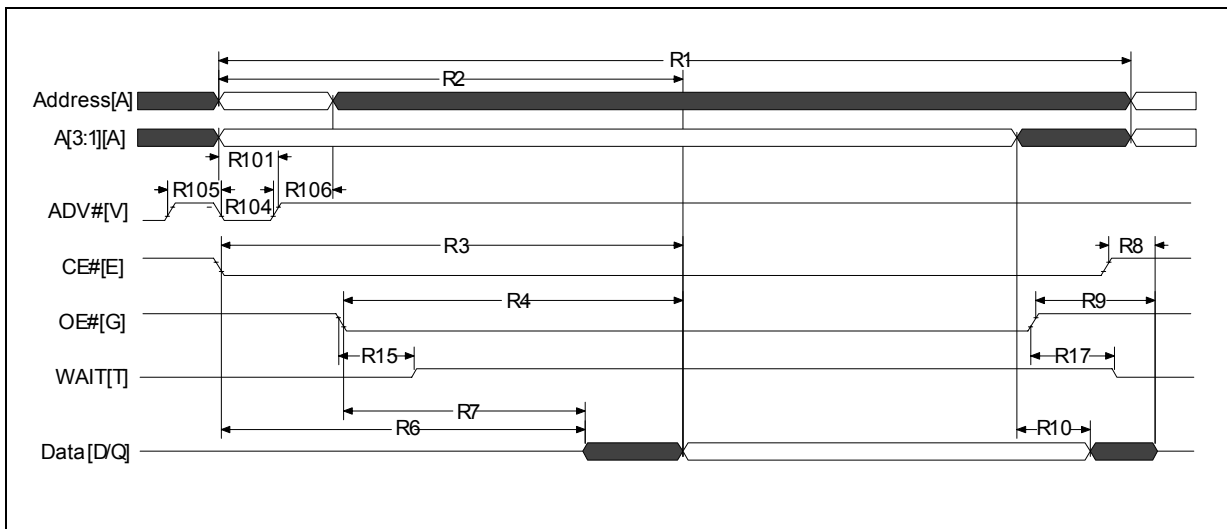 R1
R2
Address[A]
A[3:1][A]
R101
R105
R104
R106
ADV#[V]
R3
R8
CE#[E]
R4
R9
OE#[G]
R15
R17
WAIT[T]
R7
R6
R10
Data[D/Q]